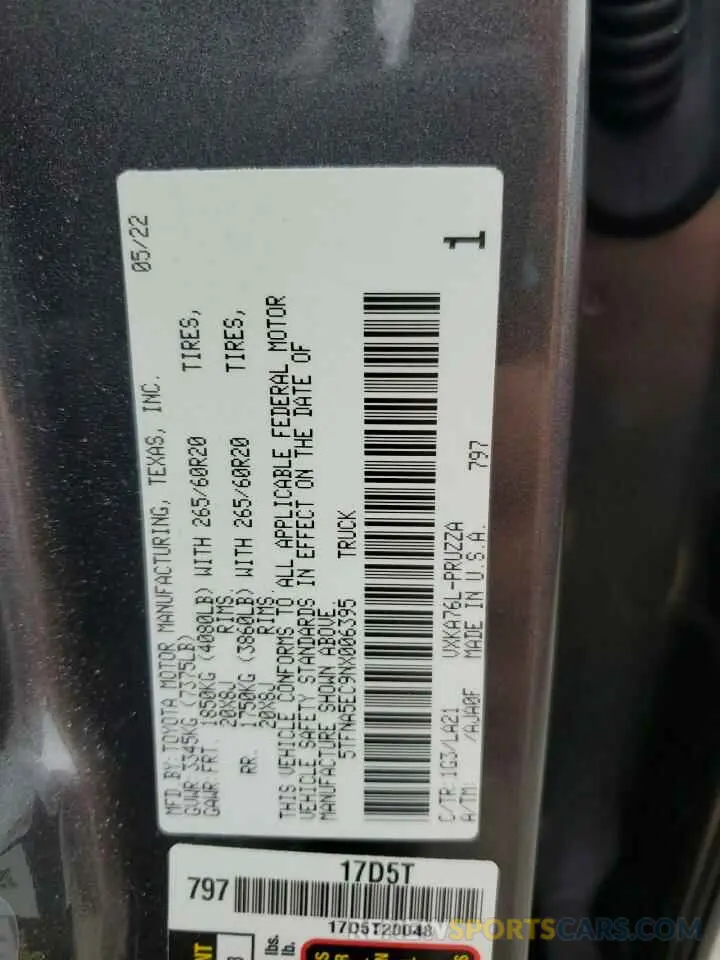 05/22
MFD BY: TOYOTA MOTOR MANUFACTURING, TEXAS, INC.
GVWR 3345KG (7375LB)
GAWR FRT. 1850KG (4080LB) WITH 265/60R20 TIRES,
20X8J RIMS.
RR. 1750KG (3860LB) WITH 265/60R20 TIRES,
20X8J RIMS.
THIS VEHICLE CONFORMS TO ALL APPLICABLE FEDERAL MOTOR
VEHICLE SAFETY STANDARDS IN EFFECT ON THE DATE OF
MANUFACTURE SHOWN ABOVE.
5TFNA5EC9NX006395 TRUCK
1
C/TR: 1G3/LA21 VXKA76L-PRUZZA 797
A/TM: /AJA0F MADE IN U.S.A.
17D5T
797
17D5T20048
lbs.
lb.
SPORTSCARS.COM